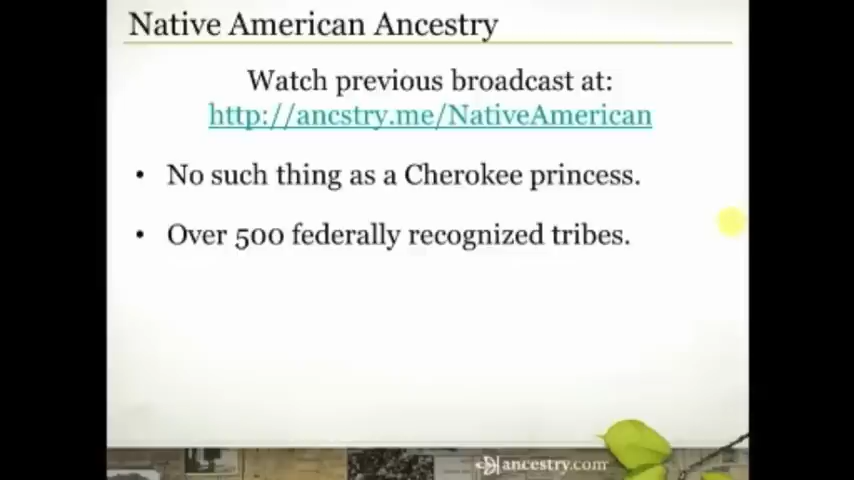 Native American Ancestry
Watch previous broadcast at:
http://ancstry.me/NativeAmerican
• No such thing as a Cherokee princess.
• Over 500 federally recognized tribes.
ancestry.com